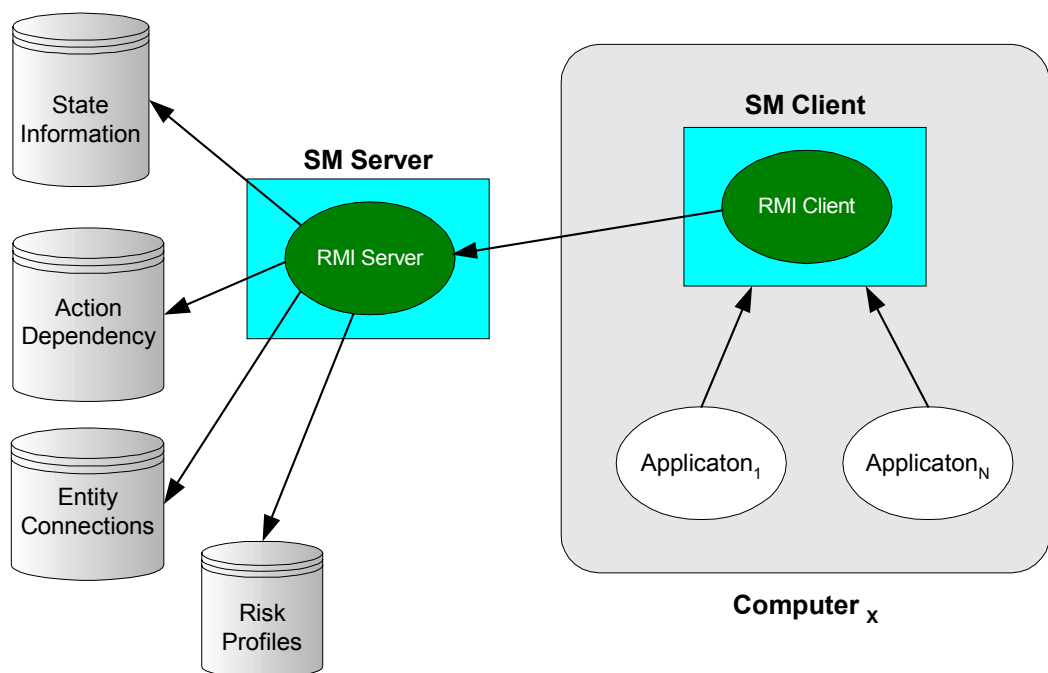 State
Information
SM Server
RMI Server
Action
Dependency
Entity
Connections
Risk
Profiles
SM Client
RMI Client
Applicaton1
ApplicatonN
Computer X